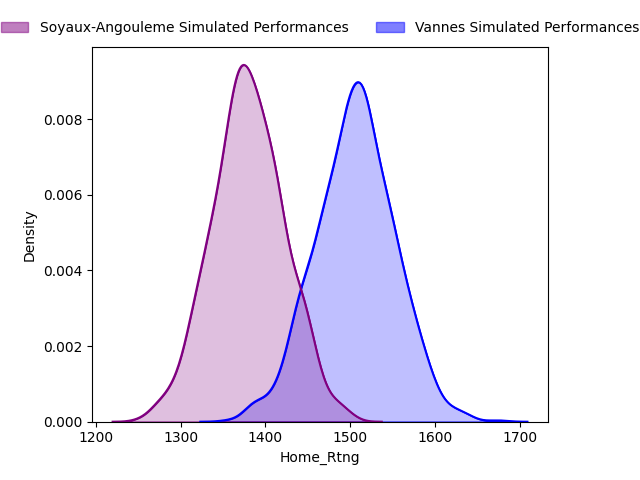 Soyaux-Angouleme Simulated Performances
Vannes Simulated Performances
0.008
0.006
0.004
0.002
0.000
Density
1200 1300 1400 1500 1600 1700
Home_Rtng